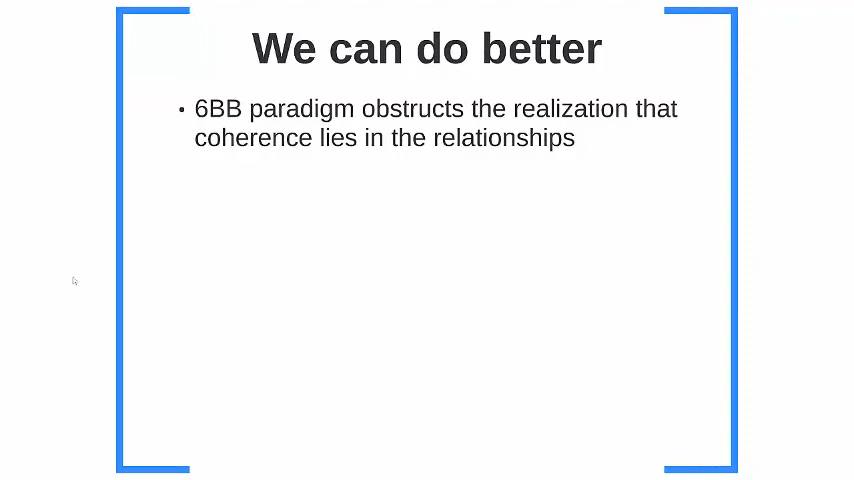 We can do better
• 6BB paradigm obstructs the realization that
coherence lies in the relationships